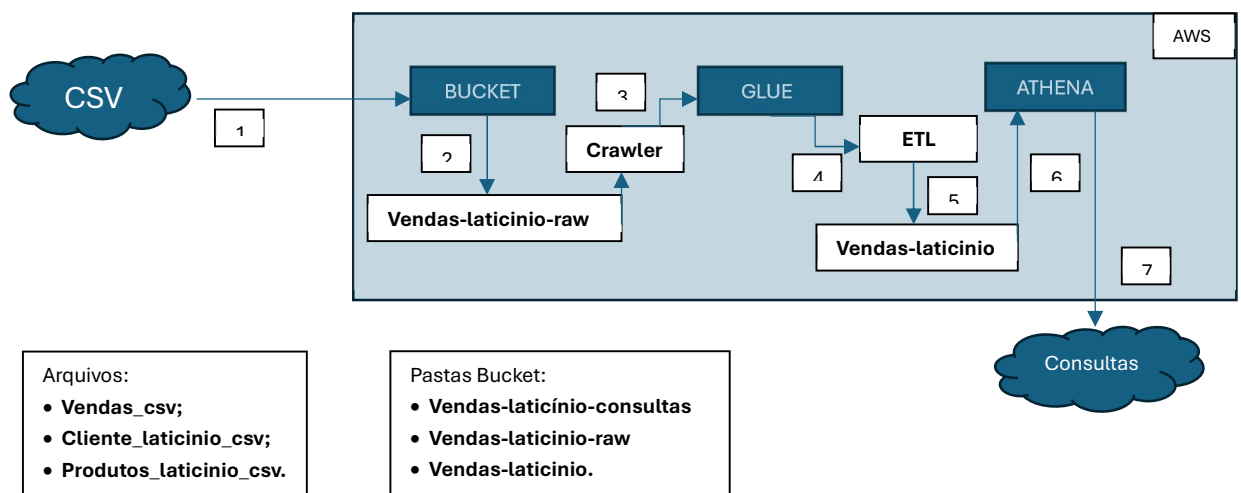 AWS
CSV
BUCKET
GLUE
ATHENA
1
2
3
Crawler
ETL
4
5
6
Vendas-laticinio-raw
Vendas-laticinio
7
Consultas
Arquivos:
• Vendas_csv;
• Cliente_laticinio_csv;
• Produtos_laticinio_csv.
Pastas Bucket:
• Vendas-laticínio-consultas
• Vendas-laticinio-raw
• Vendas-laticinio.